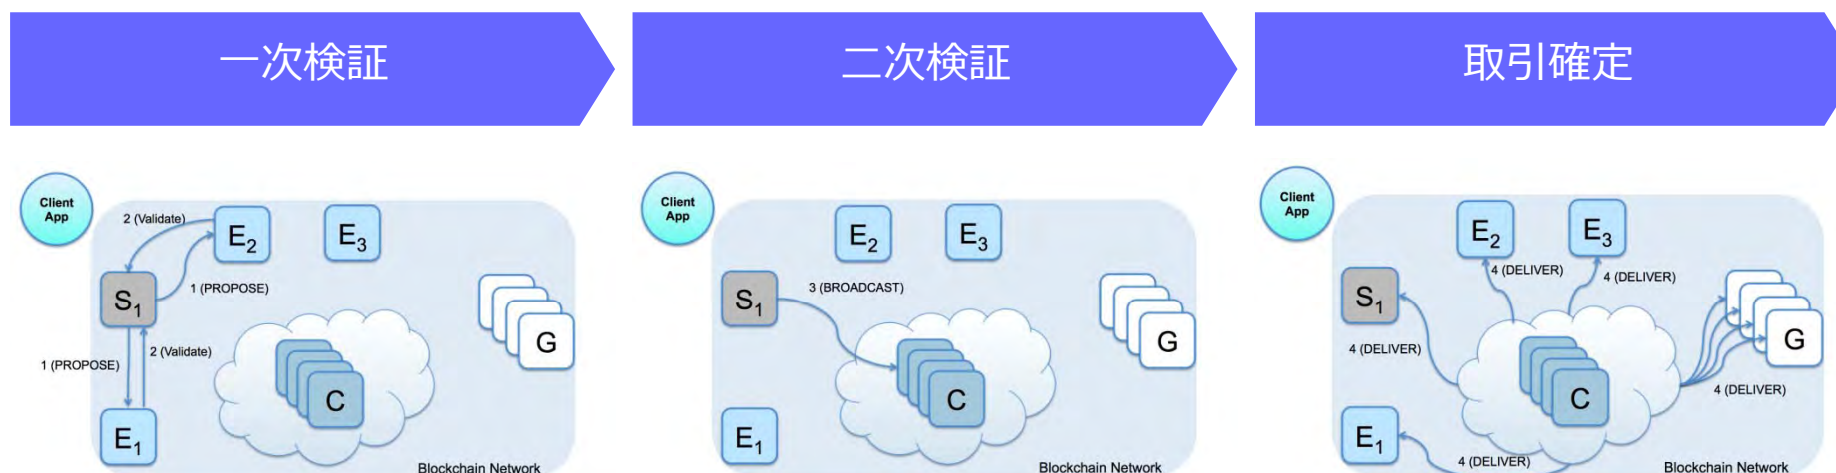 一次検証
二次検証
取引確定
Client
App
2 (Validate)
E2
E3
1 (PROPOSE)
S1
G
2 (Validate)
1 (PROPOSE)
C
E1
Blockchain Network
Client
App
E2
E3
S1
3 (BROADCAST)
G
C
E1
Blockchain Network
Client
App
E2
E3
4 (DELIVER)
4 (DELIVER)
S1
G
4 (DELIVER)
4 (DELIVER)
C
E1
4 (DELIVER)
Blockchain Network